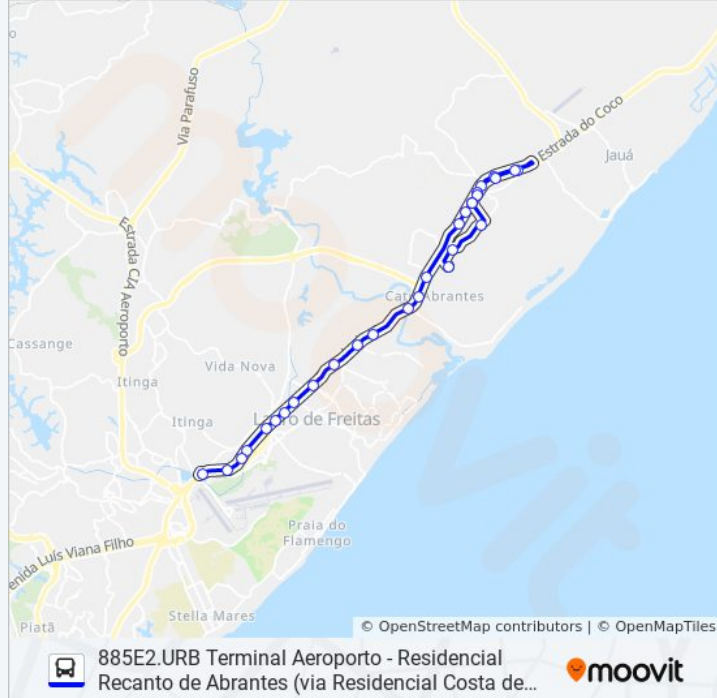 Estrada do Coco
Jauá
Via Parafuso
Estrada CIA Aeroporto
Catu Abrantes
Cassange
Vida Nova
Itinga
Itinga
Lauro de Freitas
Praia do
Flamengo
enida Luís Viana Filho
Stella Mares
Piatã
© OpenStreetMap contributors | © OpenMapTiles
885E2.URB Terminal Aeroporto - Residencial
Recanto de Abrantes (via Residencial Costa de...
moovit